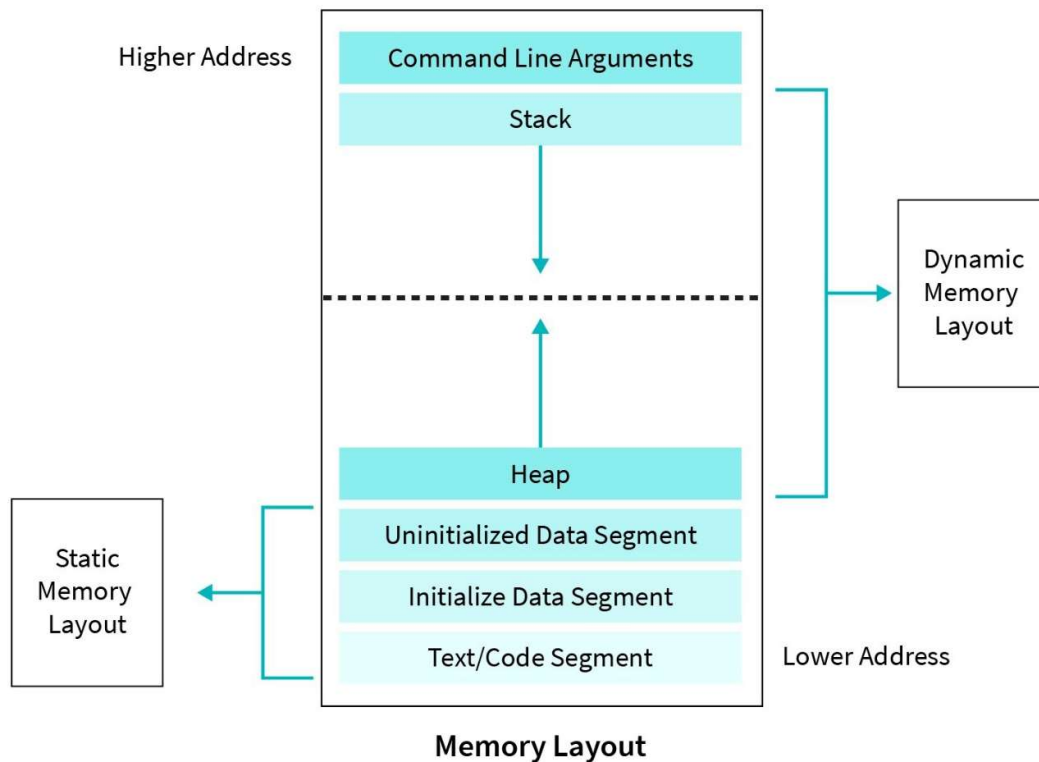 Higher Address
Command Line Arguments
Stack
Dynamic
Memory
Layout
Heap
Uninitialized Data Segment
Static
Memory
Layout
Initialize Data Segment
Text/Code Segment
Lower Address
Memory Layout